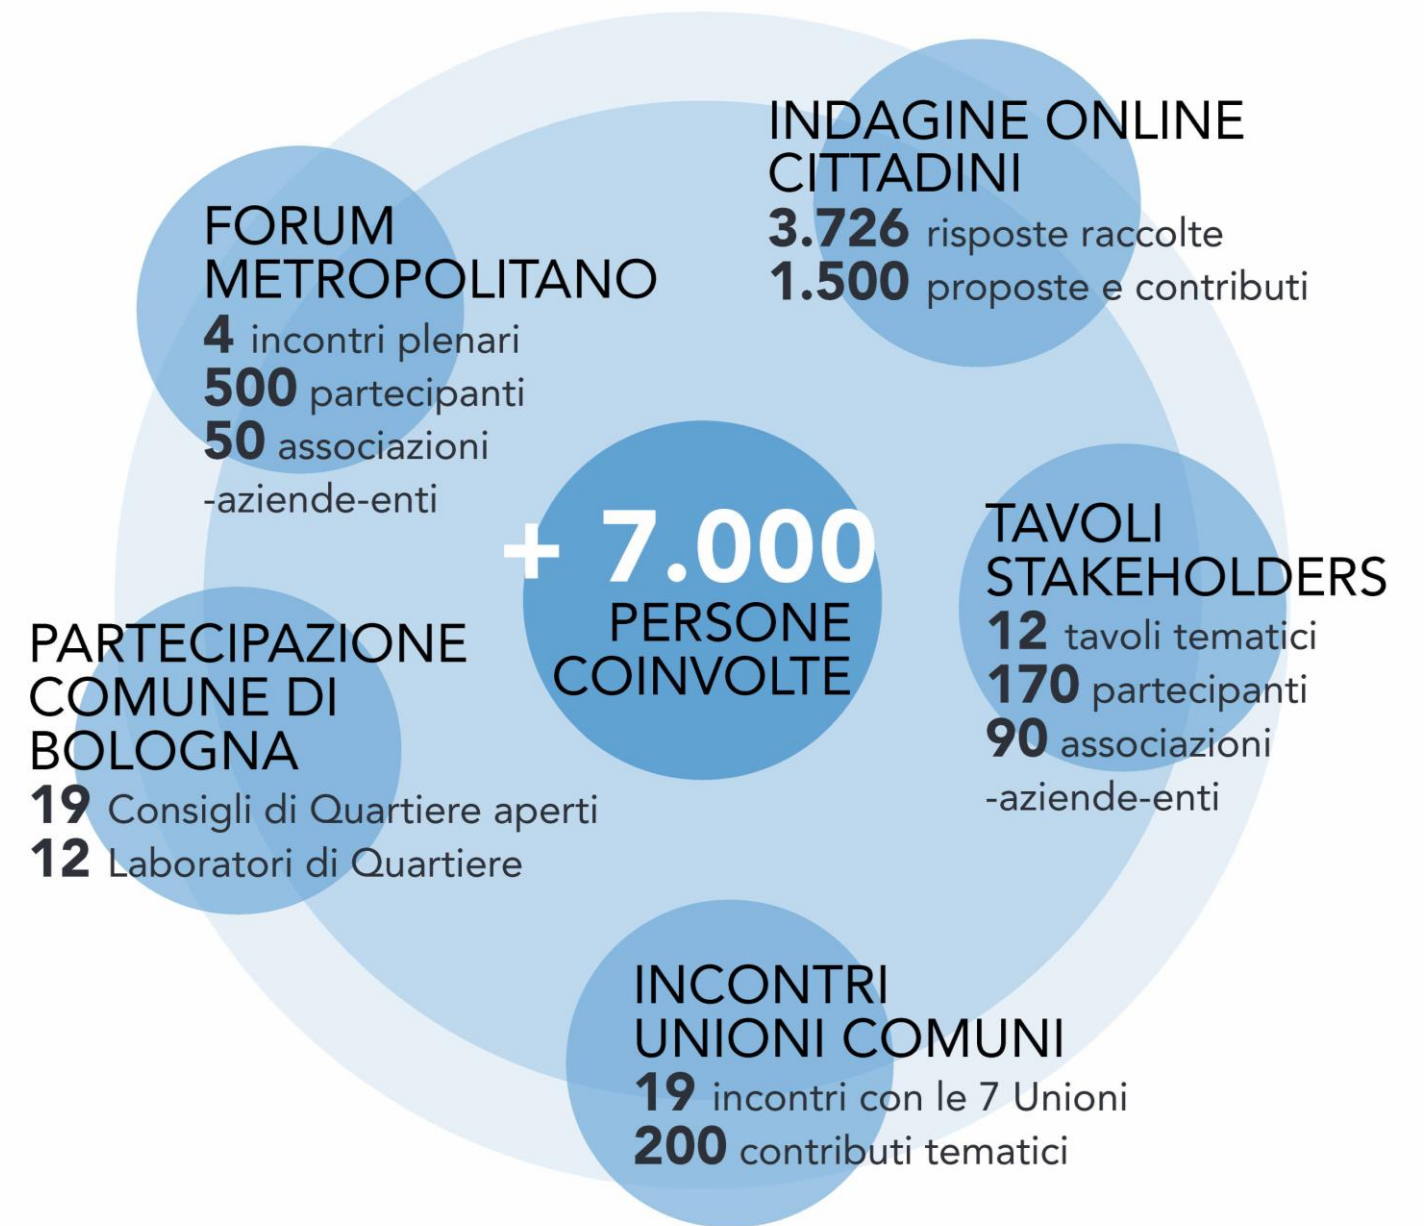 INDAGINE ONLINE
CITTADINI
3.726 risposte raccolte
1.500 proposte e contributi
FORUM
METROPOLITANO
4 incontri plenari
500 partecipanti
50 associazioni
-aziende-enti
+ 7.000
PERSONE
COINVOLTE
TAVOLI
STAKEHOLDERS
12 tavoli tematici
170 partecipanti
90 associazioni
-aziende-enti
PARTECIPAZIONE
COMUNE DI
BOLOGNA
19 Consigli di Quartiere aperti
12 Laboratori di Quartiere
INCONTRI
UNIONI COMUNI
19 incontri con le 7 Unioni
200 contributi tematici